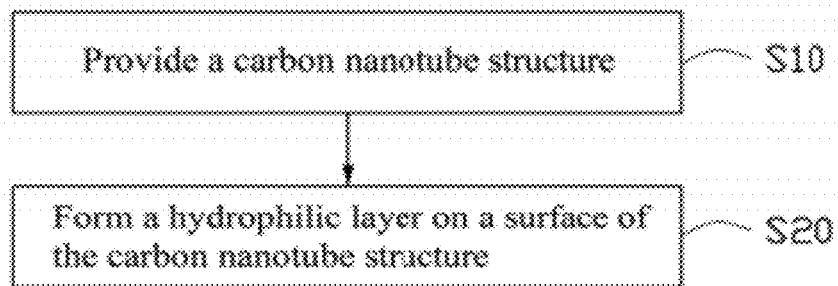 Provide a carbon nanotube structure
S10
Form a hydrophilic layer on a surface of
the carbon nanotube structure
S20